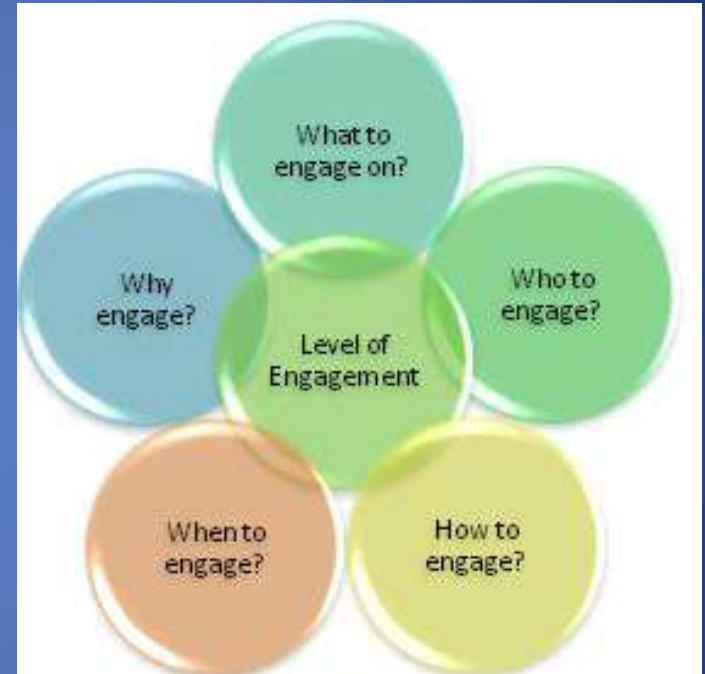 What to
engage on?
Why
engage?
Who to
engage?
Level of
Engagement
When to
engage?
How to
engage?